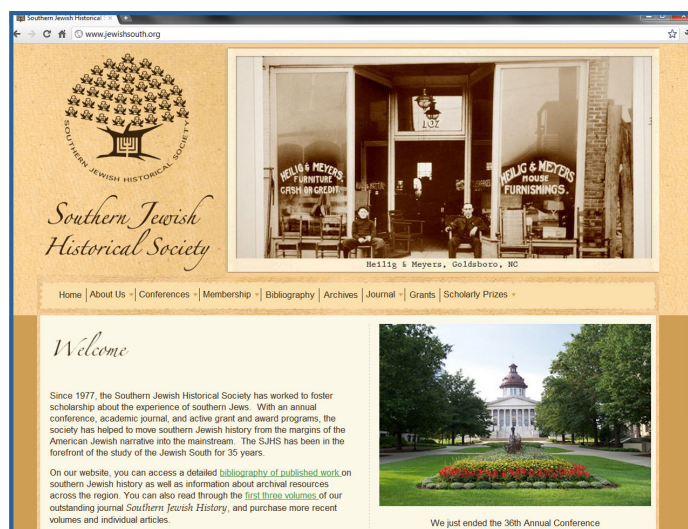 Southern Jewish Historical
www.jewishsouth.org
SOUTHERN JEWISH HISTORICAL SOCIETY
Southern Jewish
Historical Society
207
HEILIG & MEYERS
FURNITURE
CASH OR CREDIT.
HEILIG & MEYERS
HOUSE
FURNISHINGS.
Heilig & Meyers, Goldsboro, NC
Home | About Us | Conferences | Membership | Bibliography | Archives | Journal | Grants | Scholarly Prizes
Welcome
Since 1977, the Southern Jewish Historical Society has worked to foster
scholarship about the experience of southern Jews.  With an annual
conference, academic journal, and active grant and award programs, the
society has helped to move southern Jewish history from the margins of the
American Jewish narrative into the mainstream.  The SJHS has been in the
forefront of the study of the Jewish South for 35 years.
On our website, you can access a detailed bibliography of published work on
southern Jewish history as well as information about archival resources
across the region. You can also read through the first three volumes of our
outstanding journal Southern Jewish History, and purchase more recent
volumes and individual articles.
We just ended the 36th Annual Conference